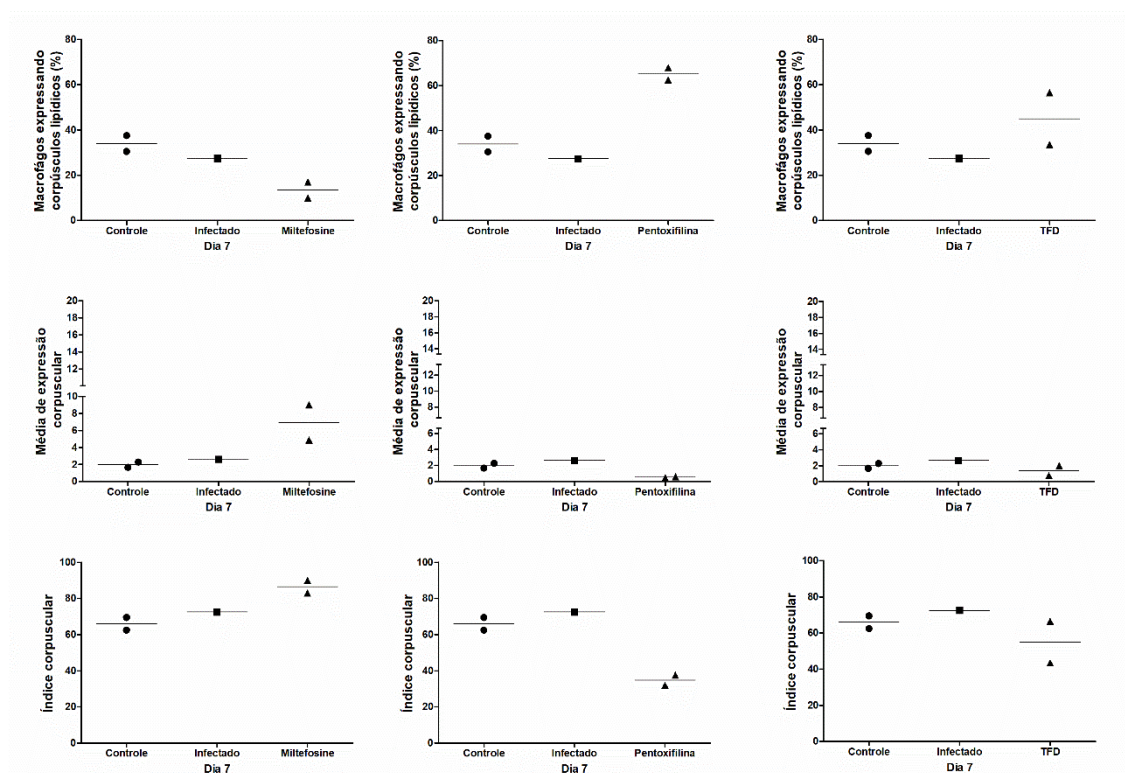 Macrofágos expressando
corpúsculos lipídicos (%)
80
60
40
20
0
Controle Infectado Miltefosine
Dia 7
Macrofágos expressando
corpúsculos lipídicos (%)
80
60
40
20
0
Controle Infectado Pentoxifilina
Dia 7
Macrofágos expressando
corpúsculos lipídicos (%)
80
60
40
20
0
Controle Infectado TFD
Dia 7
Média de expressão
corpuscular
20
18
16
14
12
10
8
6
4
2
0
Controle Infectado Miltefosine
Dia 7
Média de expressão
corpuscular
20
18
16
14
12
10
8
6
4
2
0
Controle Infectado Pentoxifilina
Dia 7
Média de expressão
corpuscular
20
18
16
14
12
10
8
6
4
2
0
Controle Infectado TFD
Dia 7
Índice corpuscular
100
80
60
40
20
0
Controle Infectado Miltefosine
Dia 7
Índice corpuscular
100
80
60
40
20
0
Controle Infectado Pentoxifilina
Dia 7
Índice corpuscular
100
80
60
40
20
0
Controle Infectado TFD
Dia 7